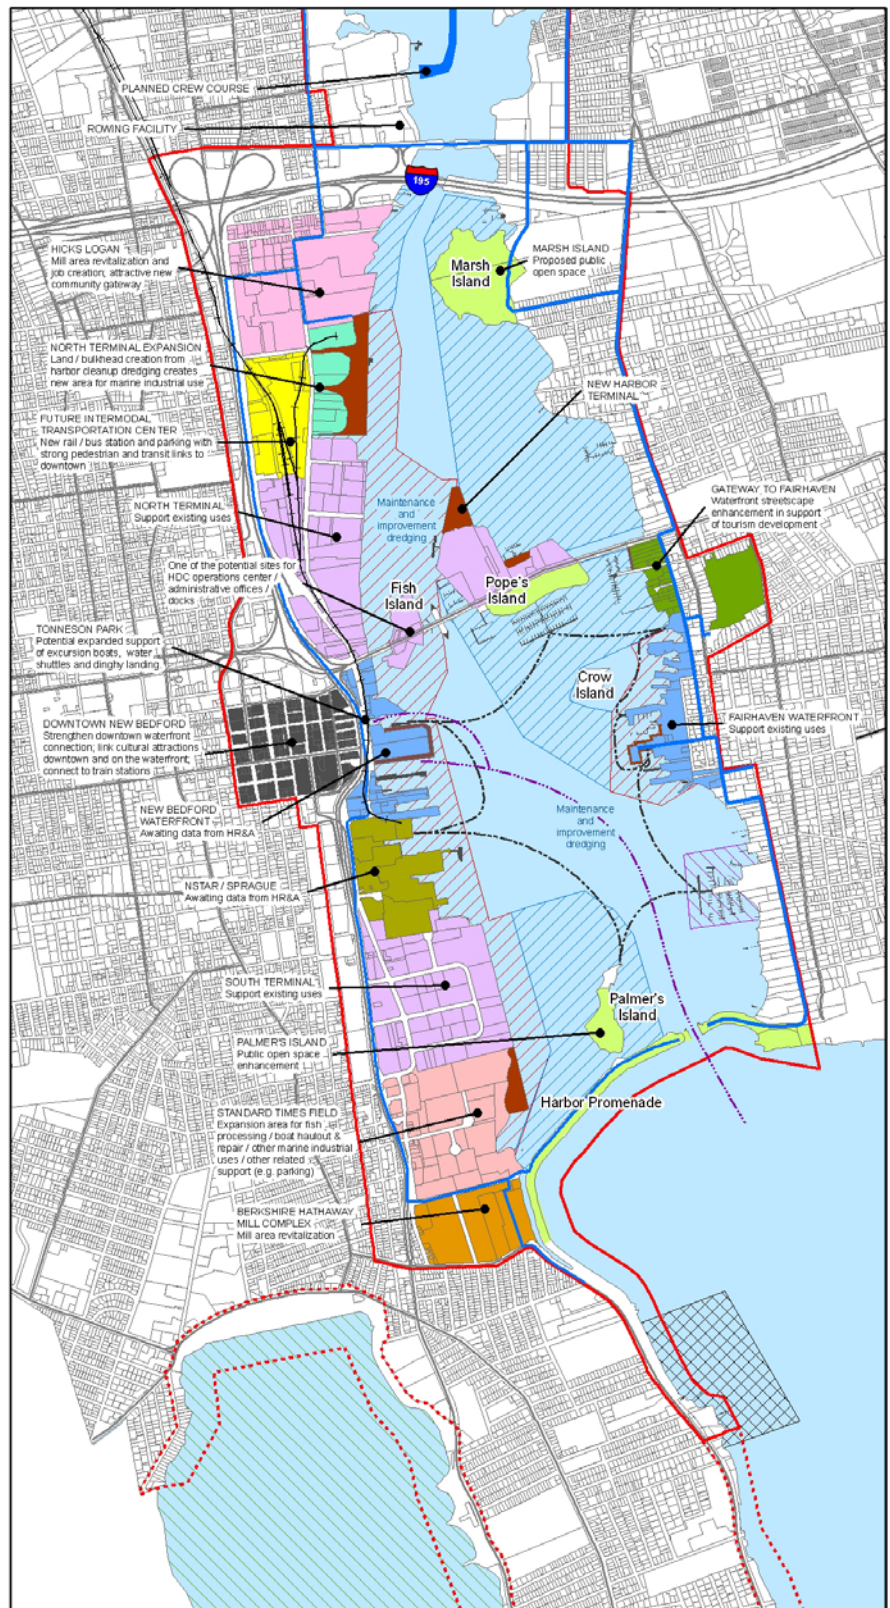 PLANNED CREW COURSE
ROWING FACILITY
195
HICKS LOGAN
Mill area revitalization and
job creation; attractive new
community gateway
Marsh
Island
MARSH ISLAND
Proposed public
open space
NORTH TERMINAL EXPANSION
Land / bulkhead creation from
harbor cleanup dredging creates
new area for marine industrial use
NEW HARBOR
TERMINAL
FUTURE INTERMODAL
TRANSPORTATION CENTER
New rail / bus station and parking with
strong pedestrian and transit links to
downtown
GATEWAY TO FAIRHAVEN
Waterfront streetscape
enhancement in support
of tourism development
NORTH TERMINAL
Support existing uses
Maintenance
and
improvement
dredging
One of the potential sites for
HDC operations center /
administrative offices /
docks
Fish
Island
Pope's
Island
TONNESON PARK
Potential expanded support
of excursion boats, water
shuttles and dinghy landing
Crow
Island
DOWNTOWN NEW BEDFORD
Strengthen downtown waterfront
connection; link cultural attractions
downtown and on the waterfront;
connect to train stations
FAIRHAVEN WATERFRONT
Support existing uses
NEW BEDFORD
WATERFRONT
Awaiting data from HR&A
Maintenance
and
improvement
dredging
NSTAR / SPRAGUE
Awaiting data from HR&A
SOUTH TERMINAL
Support existing uses
Palmer's
Island
PALMER'S ISLAND
Public open space
enhancement
Harbor Promenade
STANDARD TIMES FIELD
Expansion area for fish
processing / boat haulout &
repair / other marine industrial
uses / other related
support (e.g. parking)
BERKSHIRE HATHAWAY
MILL COMPLEX
Mill area revitalization